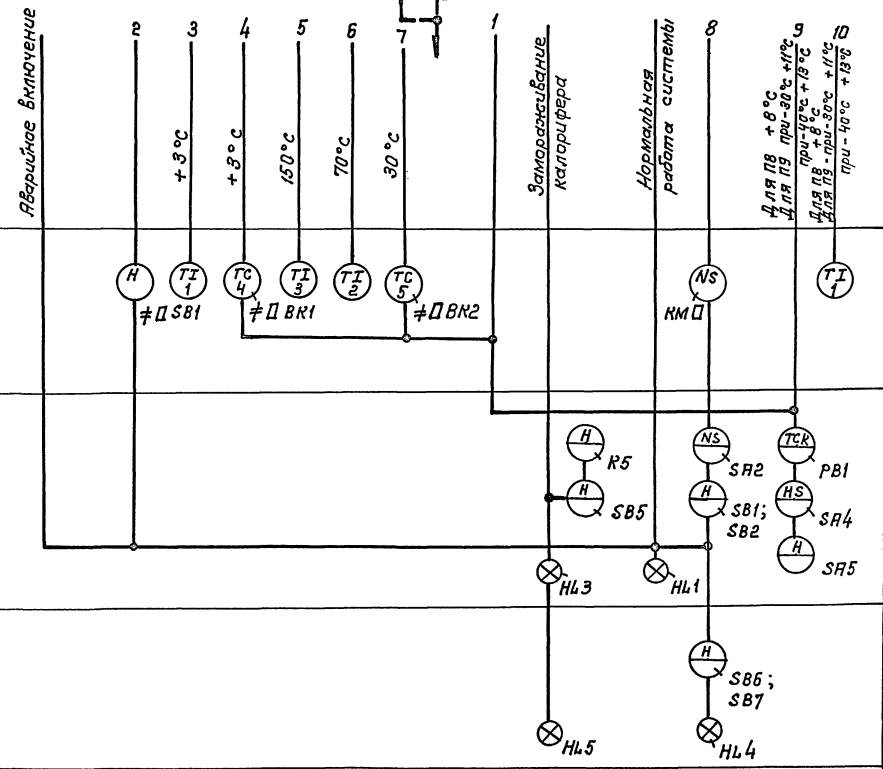 Аварийное включение
2
3
4
5
6
7
1
8
9
10
+3°С
+3°С
150°С
70°С
30°С
Замораживание
калорифера
Нормальная
работа системы
Для П8 +8°С
Для П9 при-30°С +11°С
при-40°С +13°С
Для П8 +8°С
Для П9-при-30°С +11°С
при-40°С +13°С
H
TI
1
TC
4
TI
3
TI
2
TC
5
NS
TI
1
SB1
BK1
BK2
KM
H
K5
H
SB5
NS
SA2
H
SB1;
SB2
TCR
PB1
HS
SA4
H
SA5
HL3
HL1
H
SB6;
SB7
HL5
HL4